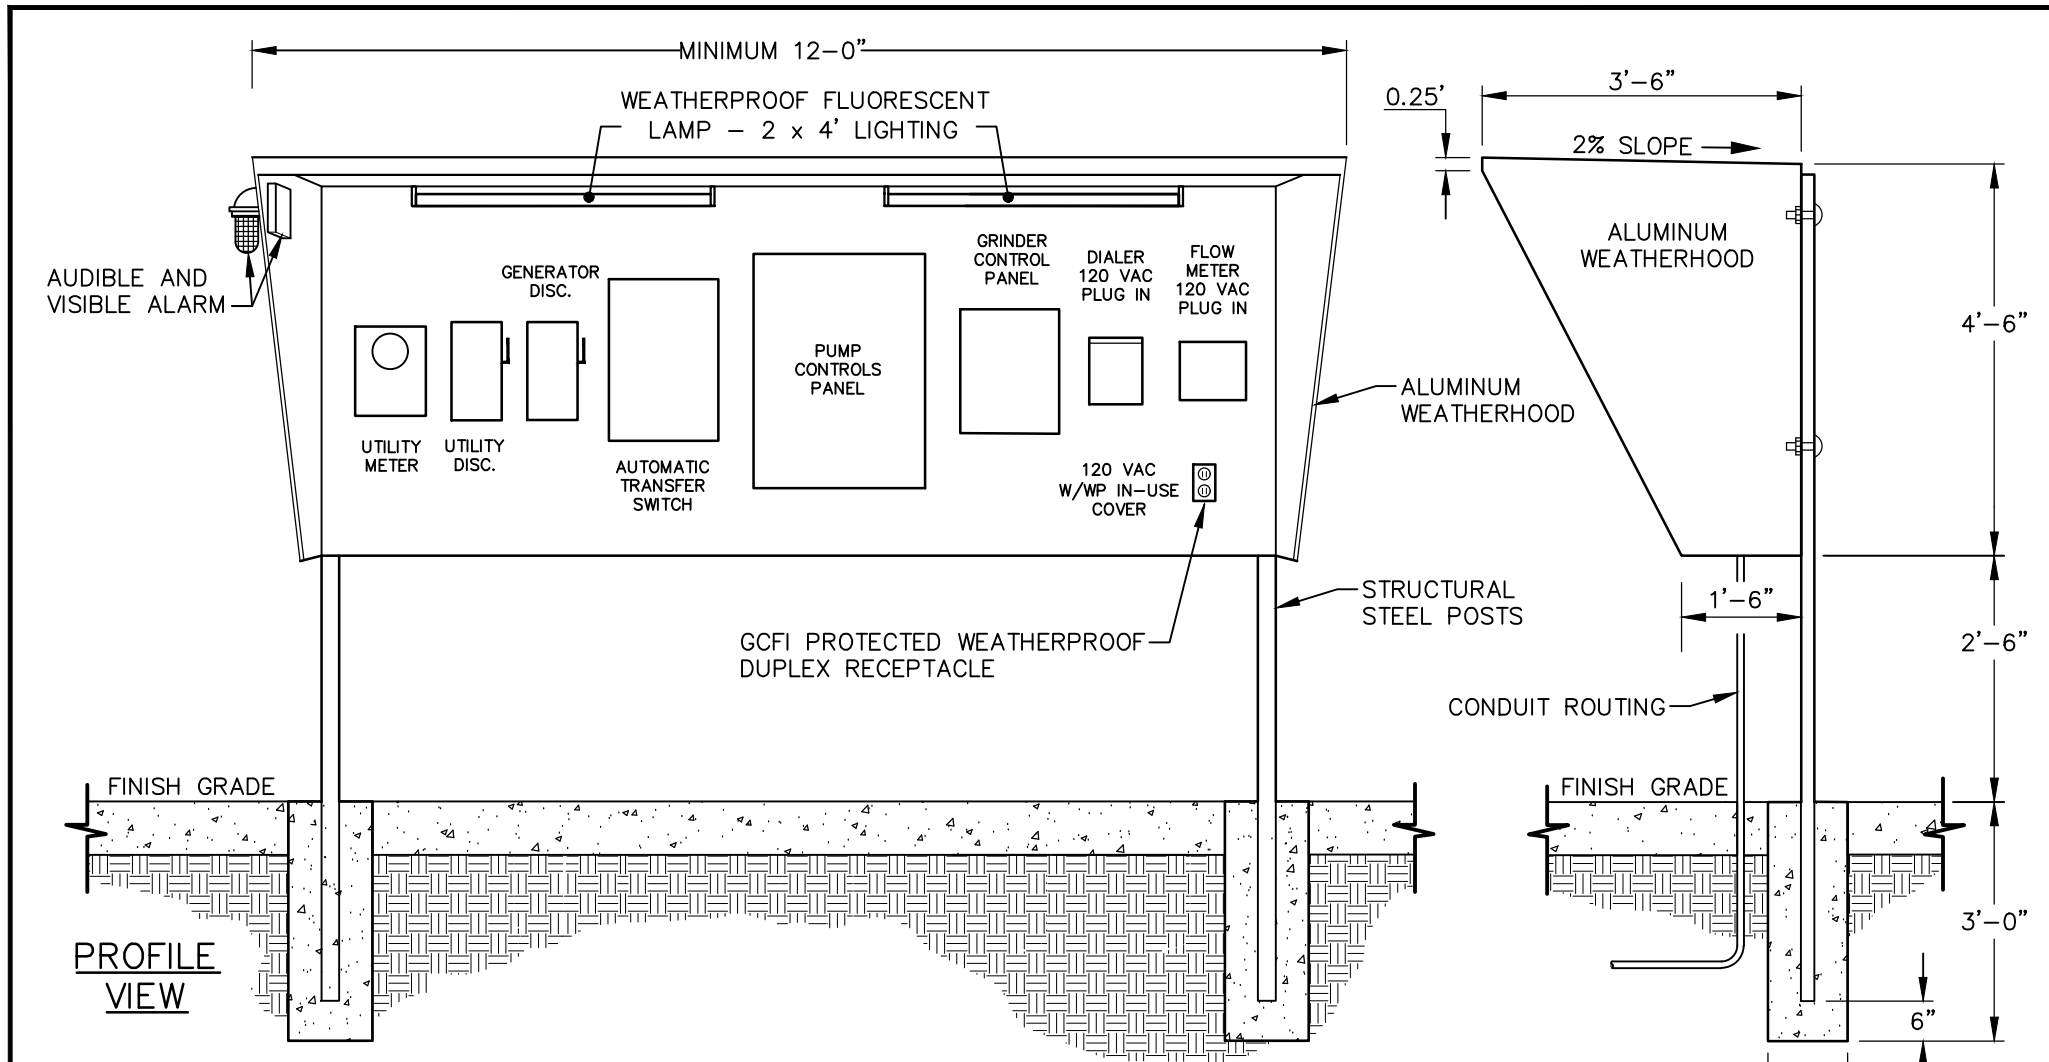 MINIMUM 12-0"
WEATHERPROOF FLUORESCENT
LAMP - 2 x 4' LIGHTING
AUDIBLE AND
VISIBLE ALARM
UTILITY
METER
UTILITY
DISC.
GENERATOR
DISC.
AUTOMATIC
TRANSFER
SWITCH
PUMP
CONTROLS
PANEL
GRINDER
CONTROL
PANEL
DIALER
120 VAC
PLUG IN
FLOW
METER
120 VAC
PLUG IN
120 VAC
W/WP IN-USE
COVER
ALUMINUM
WEATHERHOOD
STRUCTURAL
STEEL POSTS
GCFI PROTECTED WEATHERPROOF
DUPLEX RECEPTACLE
FINISH GRADE
PROFILE
VIEW
0.25'
3'-6"
2% SLOPE
ALUMINUM
WEATHERHOOD
4'-6"
1'-6"
2'-6"
CONDUIT ROUTING
FINISH GRADE
3'-0"
6"